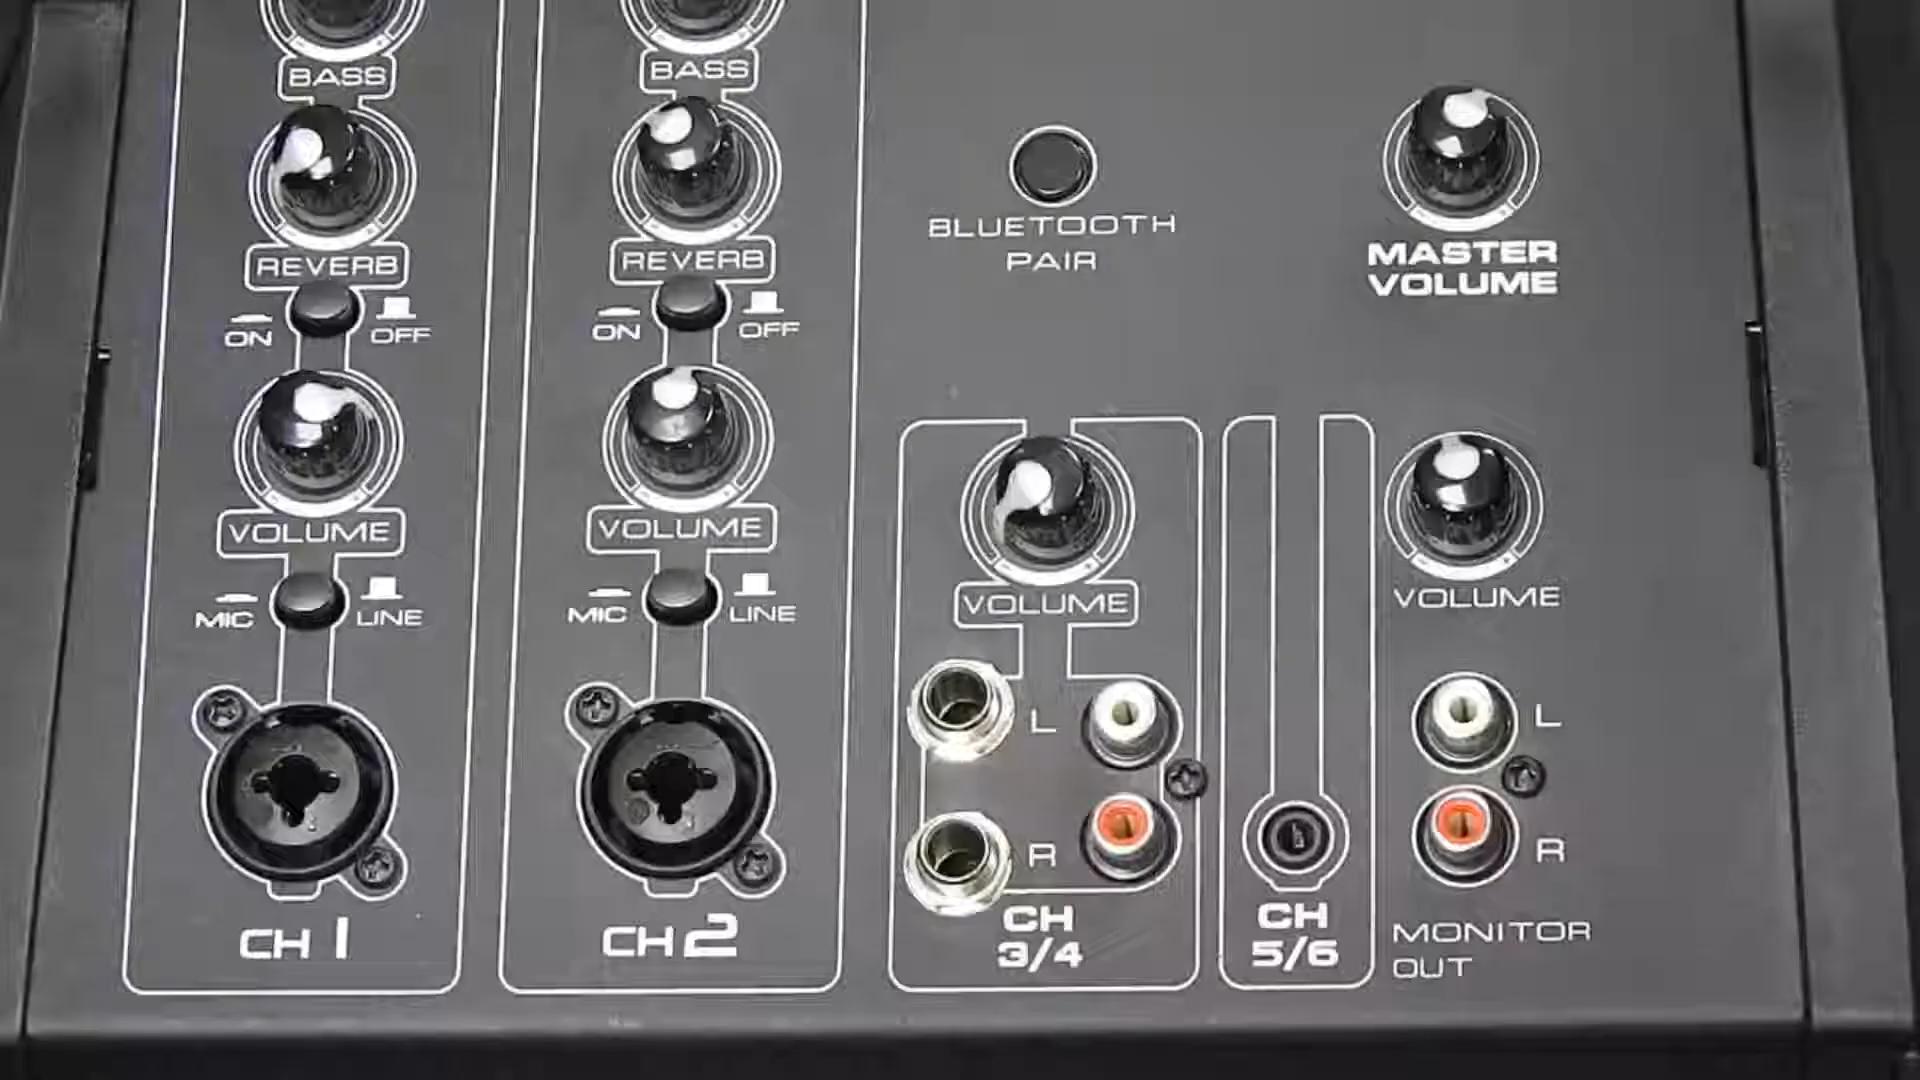 BASS
REVERB
ON OFF
VOLUME
MIC LINE
CH 1
BASS
REVERB
ON OFF
VOLUME
MIC LINE
CH 2
BLUETOOTH
PAIR
MASTER
VOLUME
VOLUME
L
R
CH
3/4
CH
5/6
VOLUME
L
R
MONITOR
OUT